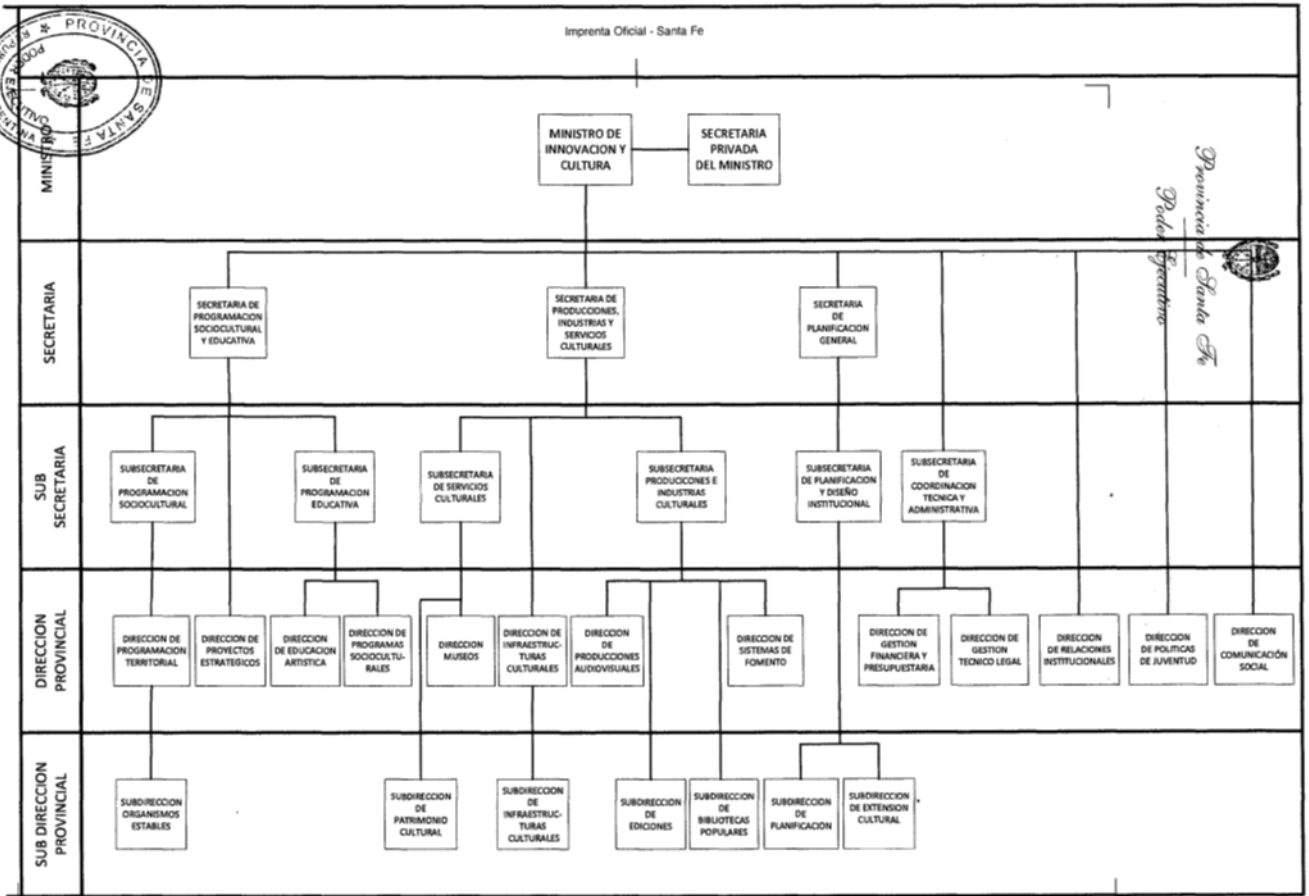 Imprenta Oficial - Santa Fe
PROVINCIA DE SANTA FE
PODER EJECUTIVO
Provincia de Santa Fe
Poder Ejecutivo
MINISTRO
MINISTRO DE
INNOVACION Y
CULTURA
SECRETARIA
PRIVADA
DEL MINISTRO
SECRETARIA
SECRETARIA DE
PROGRAMACION
SOCIOCULTURAL
Y EDUCATIVA
SECRETARIA DE
PRODUCCIONES,
INDUSTRIAS Y
SERVICIOS
CULTURALES
SECRETARIA
DE
PLANIFICACION
GENERAL
SUB
SECRETARIA
SUBSECRETARIA
DE
PROGRAMACION
SOCIOCULTURAL
SUBSECRETARIA
DE
PROGRAMACION
EDUCATIVA
SUBSECRETARIA
DE SERVICIOS
CULTURALES
SUBSECRETARIA
PRODUCICONES E
INDUSTRIAS
CULTURALES
SUBSECRETARIA
DE PLANIFICACION
Y DISEÑO
INSTITUCIONAL
SUBSECRETARIA
DE
COORDINACION
TECNICA Y
ADMINISTRATIVA
DIRECCION
PROVINCIAL
DIRECCION DE
PROGRAMACION
TERRITORIAL
DIRECCION DE
PROYECTOS
ESTRATEGICOS
DIRECCION
DE EDUCACION
ARTISTICA
DIRECCION DE
PROGRAMAS
SOCIOCULTU-
RALES
DIRECCION
MUSEOS
DIRECCION DE
INFRAESTRUC-
TURAS
CULTURALES
DIRECCION
DE
PRODUCCIONES
AUDIOVISUALES
DIRECCION DE
SISTEMAS DE
FOMENTO
DIRECCION DE
GESTION
FINANCIERA Y
PRESUPUESTARIA
DIRECCION DE
GESTION
TECNICO LEGAL
DIRECCION
DE RELACIONES
INSTITUCIONALES
DIRECCION
DE POLITICAS
DE JUVENTUD
DIRECCION
DE
COMUNICACIÓN
SOCIAL
SUB DIRECCION
PROVINCIAL
SUBDIRECCION
ORGANISMOS
ESTABLES
SUBDIRECCION
DE
PATRIMONIO
CULTURAL
SUBDIRECCION
DE
INFRAESTRUC-
TURAS
CULTURALES
SUBDIRECCION
DE
EDICIONES
SUBDIRECCION
DE
BIBLIOTECAS
POPULARES
SUBDIRECCION
DE
PLANIFICACION
SUBDIRECCION
DE EXTENSION
CULTURAL